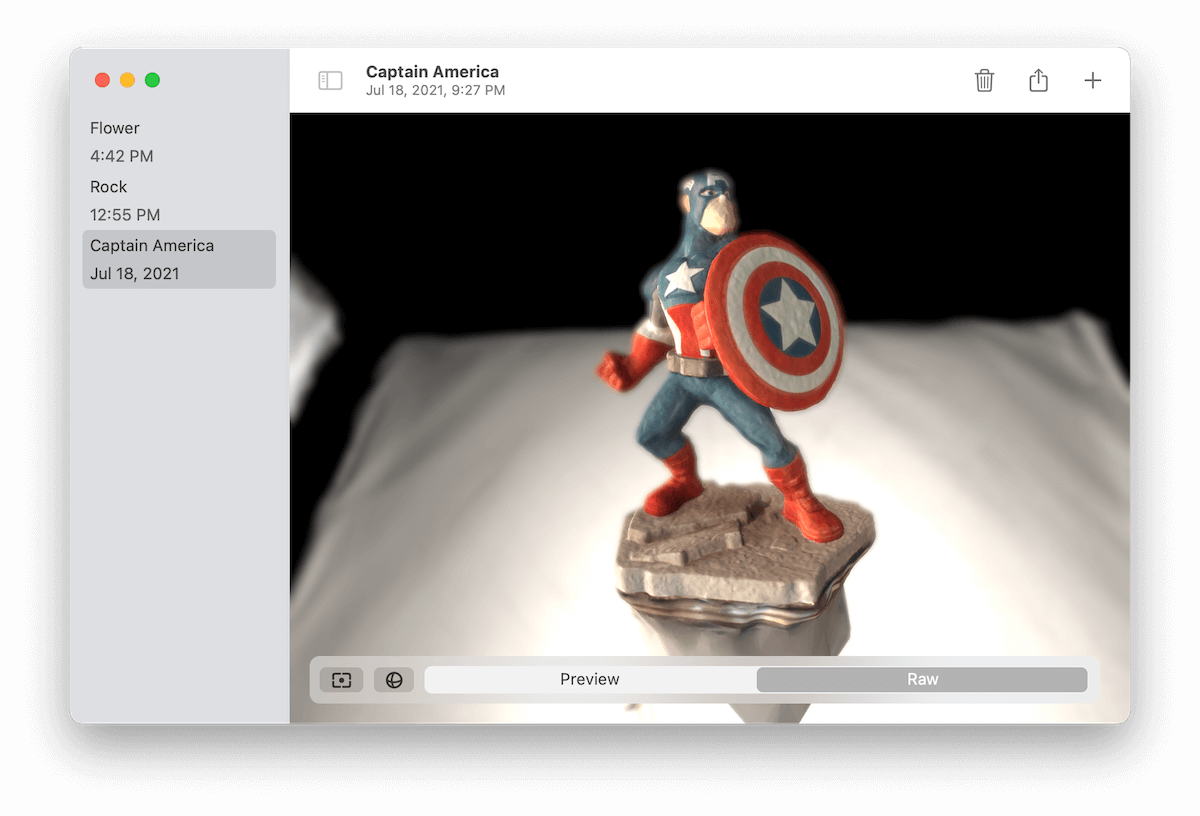 Captain America
Jul 18, 2021, 9:27 PM
Flower
4:42 PM
Rock
12:55 PM
Captain America
Jul 18, 2021
Preview
Raw